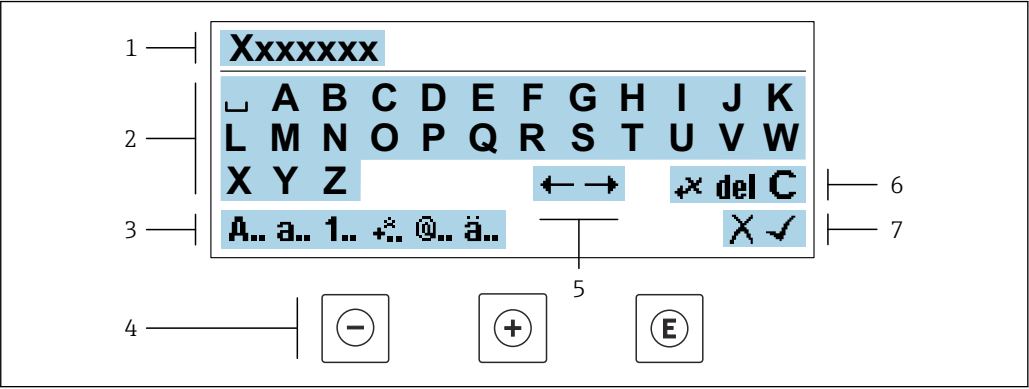 1 Xxxxxxx
2 ␣ A B C D E F G H I J K
L M N O P Q R S T U V W
X Y Z ← → ↚x del C 6
3 A.. a.. 1.. +*.. @.. ä.. X ✓ 7
5
4 − + E